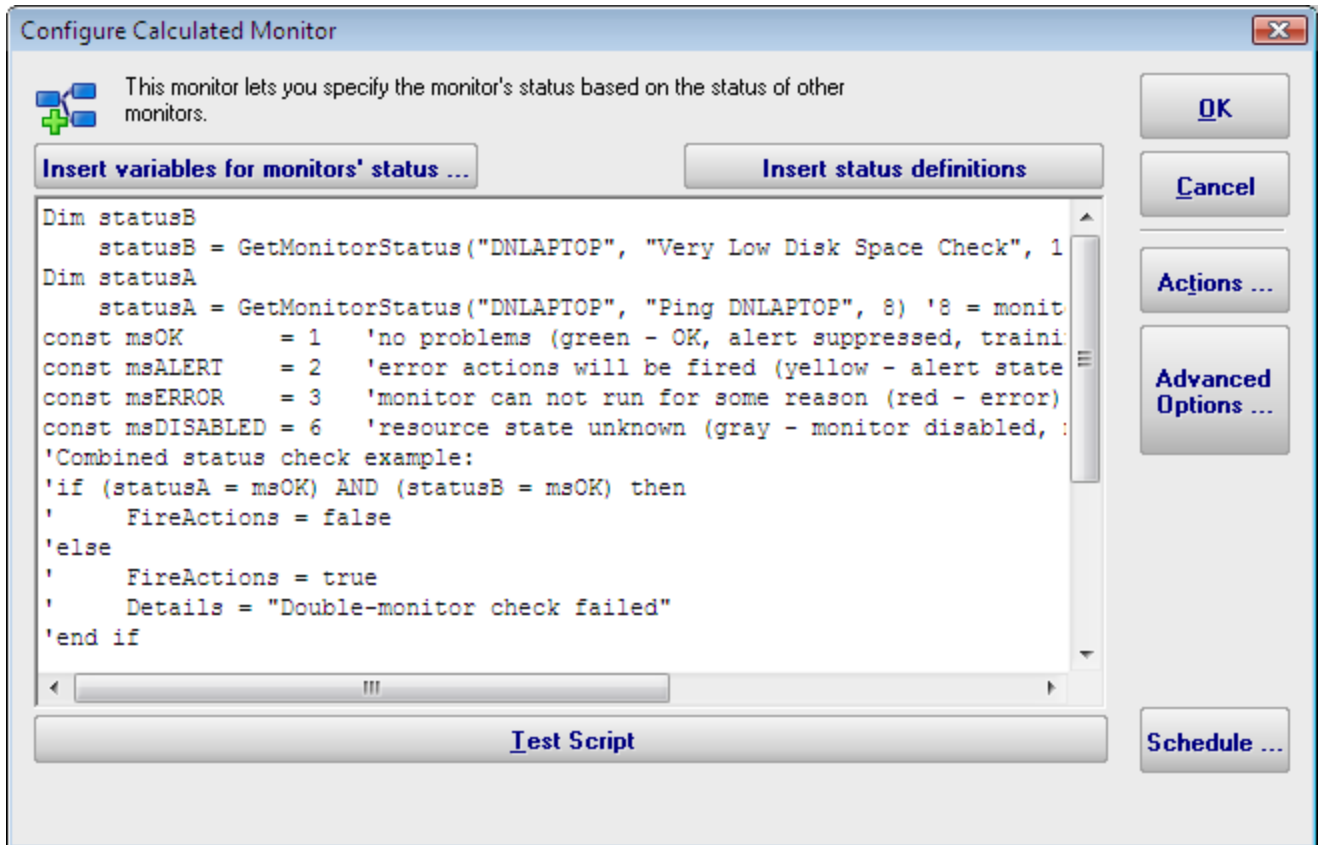 Configure Calculated Monitor
This monitor lets you specify the monitor's status based on the status of other
monitors.
OK
Insert variables for monitors' status ...
Insert status definitions
Cancel
Dim statusB
    statusB = GetMonitorStatus("DNLAPTOP", "Very Low Disk Space Check", 1
Dim statusA
    statusA = GetMonitorStatus("DNLAPTOP", "Ping DNLAPTOP", 8) '8 = monit
const msOK       = 1   'no problems (green - OK, alert suppressed, traini
const msALERT    = 2   'error actions will be fired (yellow - alert state
const msERROR    = 3   'monitor can not run for some reason (red - error)
const msDISABLED = 6   'resource state unknown (gray - monitor disabled,
'Combined status check example:
'if (statusA = msOK) AND (statusB = msOK) then
'     FireActions = false
'else
'     FireActions = true
'     Details = "Double-monitor check failed"
'end if
Actions ...
Advanced
Options ...
Test Script
Schedule ...